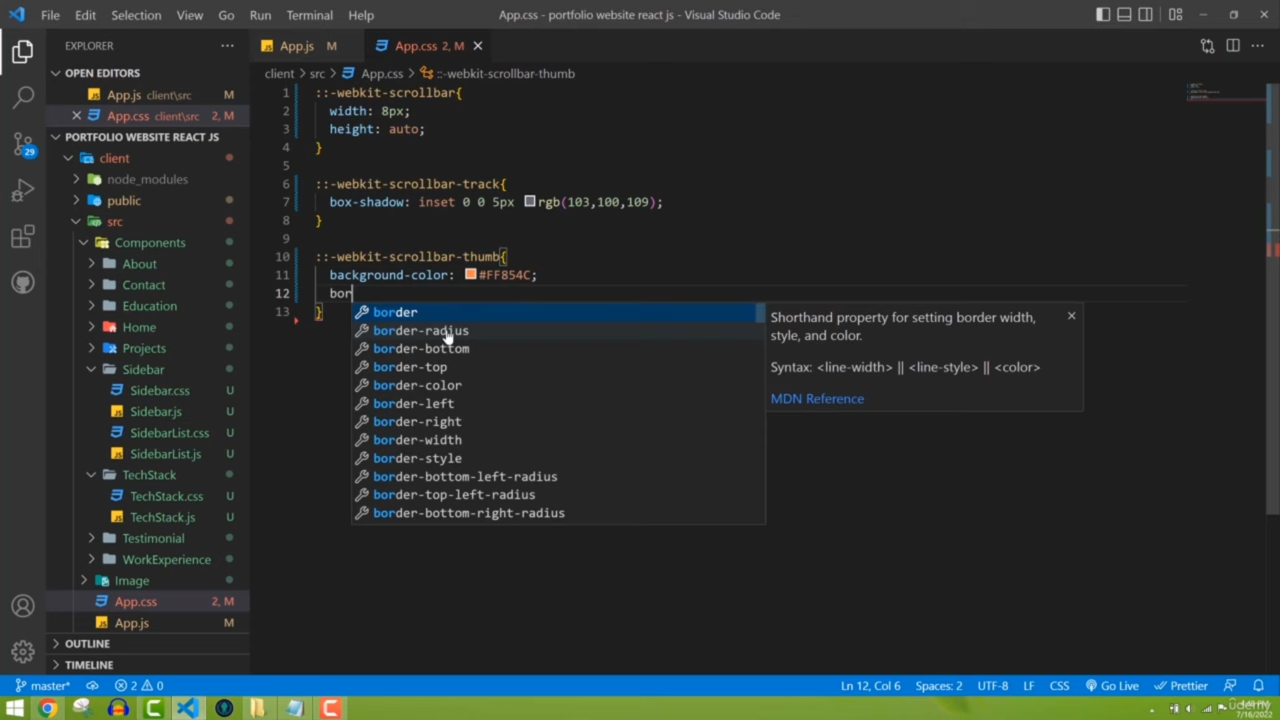 File Edit Selection View Go Run Terminal Help App.css - portfolio website react js - Visual Studio Code
EXPLORER
App.js M App.css 2, M
OPEN EDITORS
client > src > App.css > ::-webkit-scrollbar-thumb
App.js client\src M
App.css client\src 2, M
PORTFOLIO WEBSITE REACT JS
client
node_modules
public
src
Components
About
Contact
Education
Home
Projects
Sidebar
Sidebar.css U
Sidebar.js U
SidebarList.css U
SidebarList.js U
TechStack
TechStack.css U
TechStack.js U
Testimonial
WorkExperience
Image
App.css 2, M
App.js M
OUTLINE
TIMELINE
29
1 ::-webkit-scrollbar{
2 width: 8px;
3 height: auto;
4 }
5
6 ::-webkit-scrollbar-track{
7 box-shadow: inset 0 0 5px rgb(103,100,109);
8 }
9
10 ::-webkit-scrollbar-thumb{
11 background-color: #FF854C;
12 bor
13 }
border
border-radius
border-bottom
border-top
border-color
border-left
border-right
border-width
border-style
border-bottom-left-radius
border-top-left-radius
border-bottom-right-radius
Shorthand property for setting border width,
style, and color.
Syntax: <line-width> || <line-style> || <color>
MDN Reference
master* 2 0 Ln 12, Col 6 Spaces: 2 UTF-8 LF CSS Go Live Prettier
udemy
7/16/2022